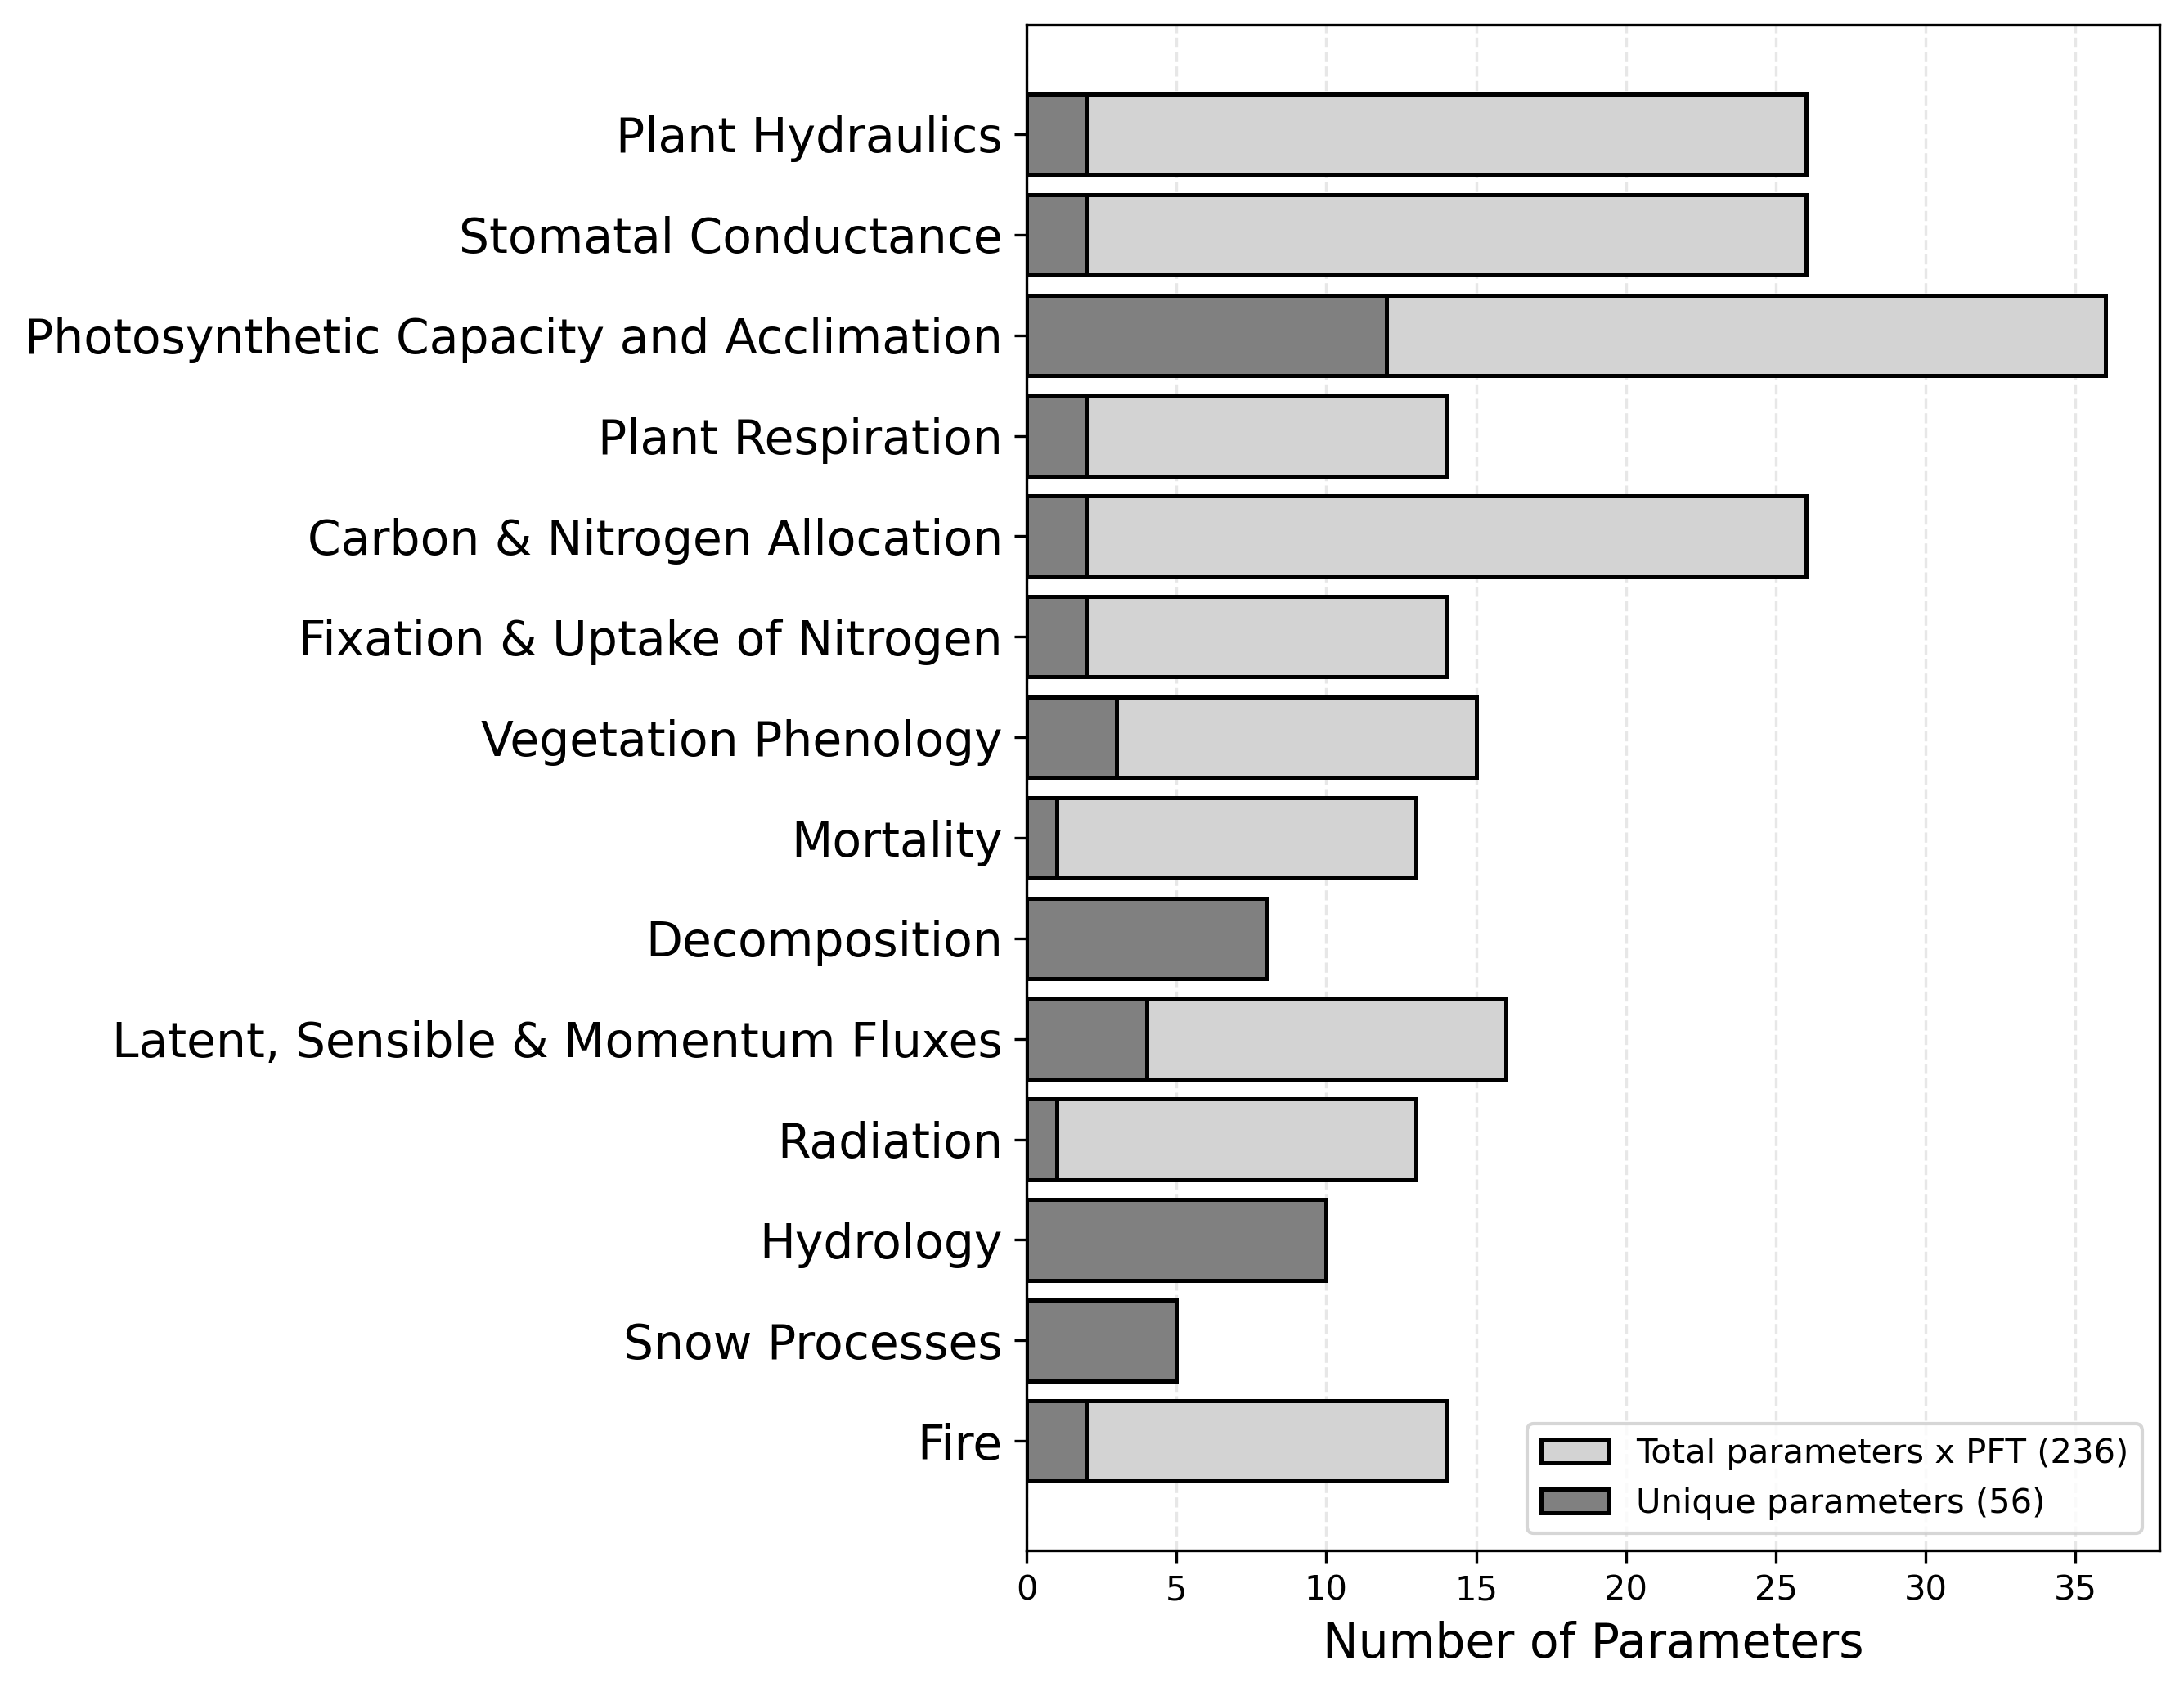 Plant Hydraulics
Stomatal Conductance
Photosynthetic Capacity and Acclimation
Plant Respiration
Carbon & Nitrogen Allocation
Fixation & Uptake of Nitrogen
Vegetation Phenology
Mortality
Decomposition
Latent, Sensible & Momentum Fluxes
Radiation
Hydrology
Snow Processes
Fire
Total parameters x PFT (236)
Unique parameters (56)
0 5 10 15 20 25 30 35
Number of Parameters